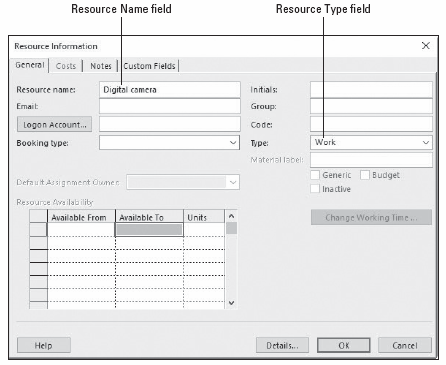 Resource Name field Resource Type field
Resource Information ×
General Costs Notes Custom Fields
Resource name: Digital camera Initials:
Email: Group:
Logon Account... Code:
Booking type: Type: Work
Material label:
Default Assignment Owner: Generic Budget
Inactive
Resource Availability
Available From Available To Units Change Working Time ...
Help Details... OK Cancel